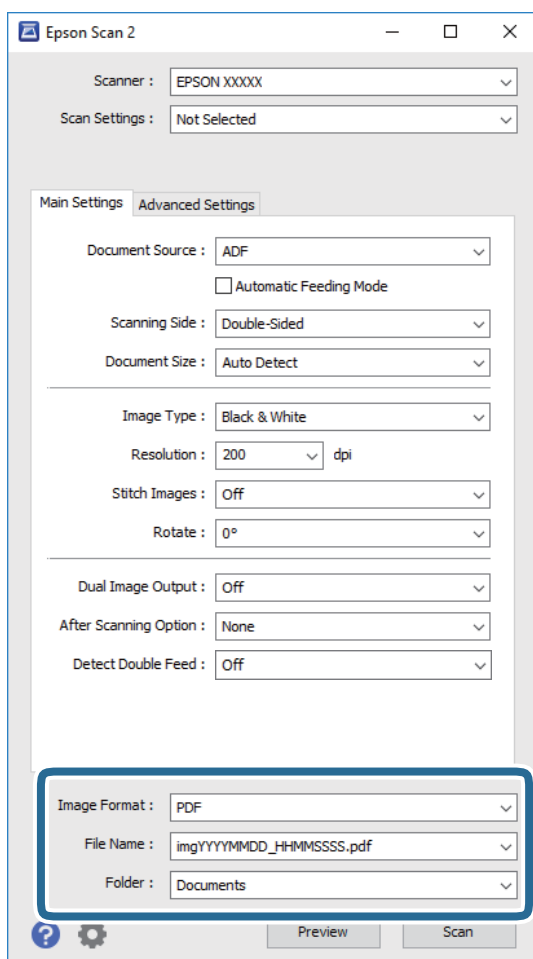 Epson Scan 2
Scanner : EPSON XXXXX
Scan Settings : Not Selected
Main Settings Advanced Settings
Document Source : ADF
Automatic Feeding Mode
Scanning Side : Double-Sided
Document Size : Auto Detect
Image Type : Black & White
Resolution : 200 dpi
Stitch Images : Off
Rotate : 0°
Dual Image Output : Off
After Scanning Option : None
Detect Double Feed : Off
Image Format : PDF
File Name : imgYYYYMMDD_HHMMSSSS.pdf
Folder : Documents
? Preview Scan